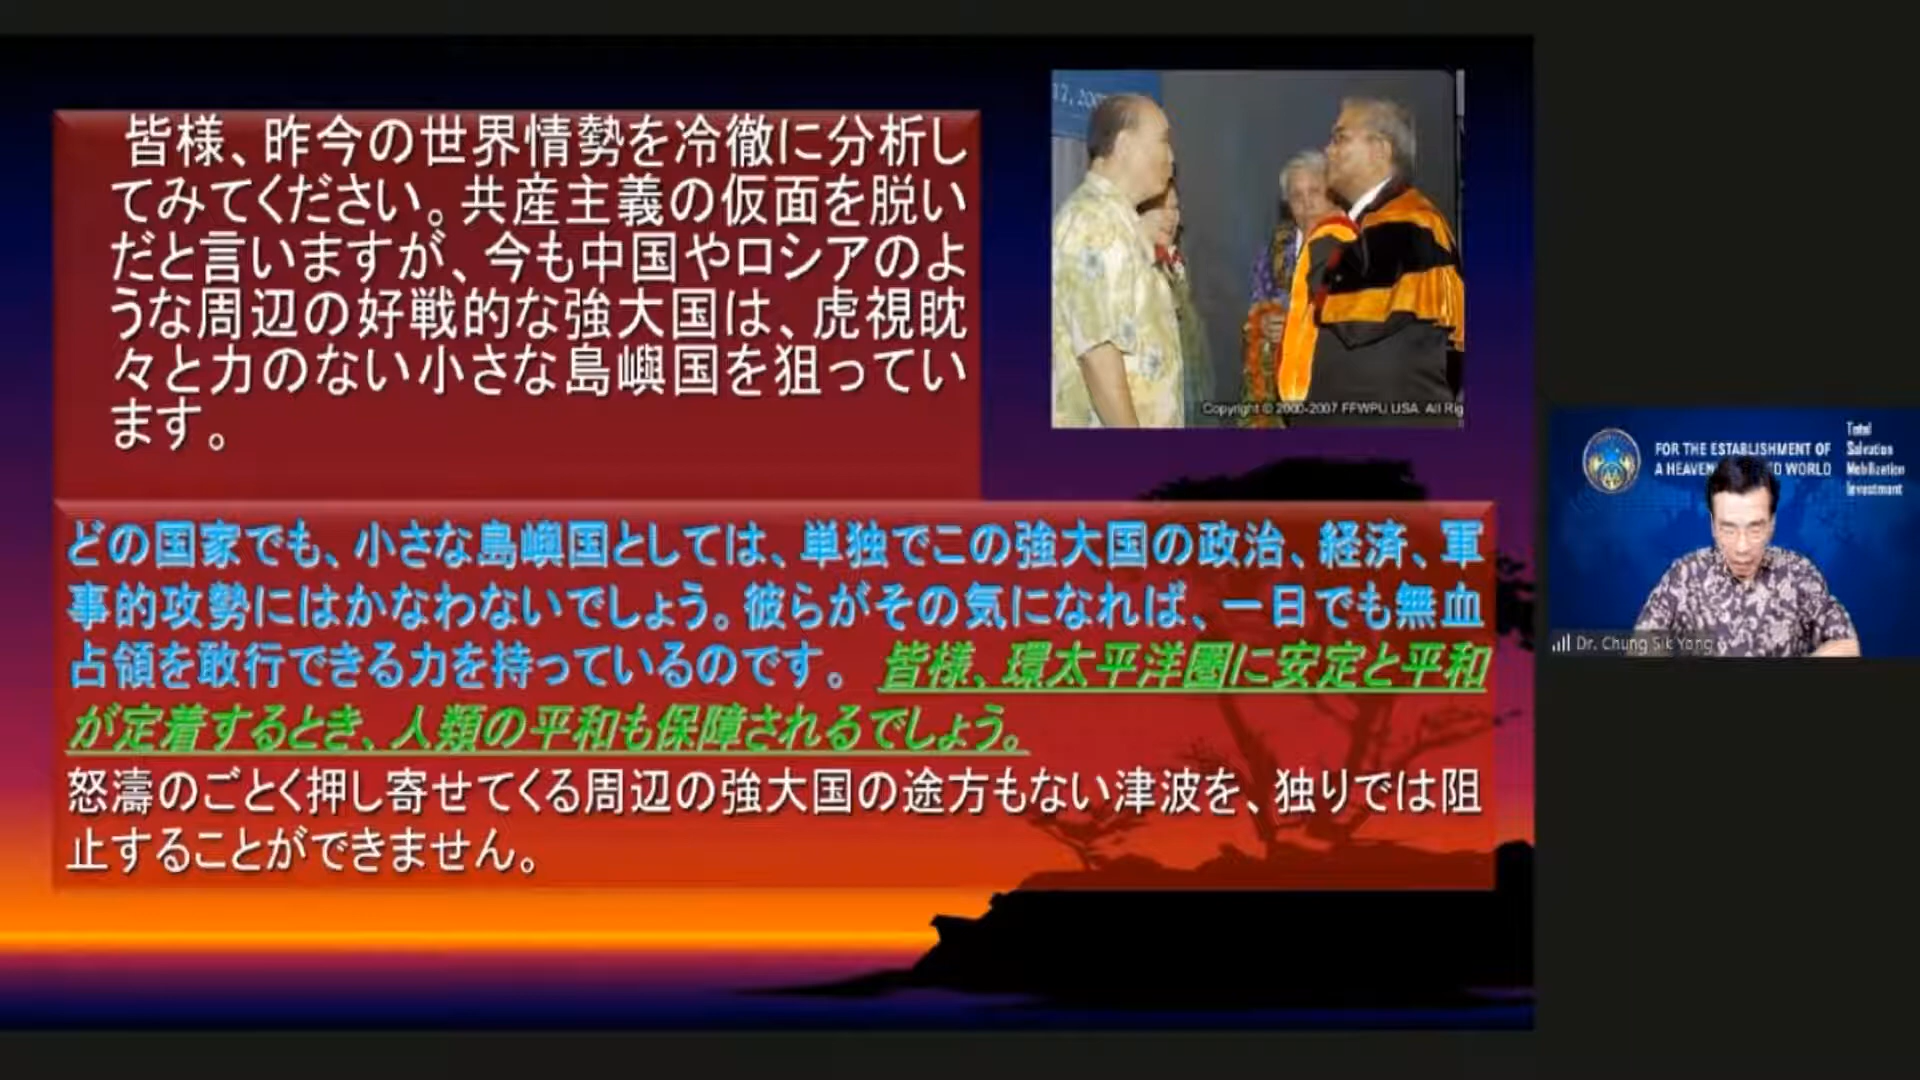 皆様、昨今の世界情勢を冷徹に分析し
てみてください。共産主義の仮面を脱い
だと言いますが、今も中国やロシアのよ
うな周辺の好戦的な強大国は、虎視眈
々と力のない小さな島嶼国を狙ってい
ます。
17, 200
Copyright © 2000-2007 FFWPU USA. All Rig
どの国家でも、小さな島嶼国としては、単独でこの強大国の政治、経済、軍
事的攻勢にはかなわないでしょう。彼らがその気になれば、一日でも無血
占領を敢行できる力を持っているのです。 皆様、環太平洋圏に安定と平和
が定着するとき、人類の平和も保障されるでしょう。
怒濤のごとく押し寄せてくる周辺の強大国の途方もない津波を、独りでは阻
止することができません。
FOR THE ESTABLISHMENT OF
A HEAVEN D WORLD
Total
Salvation
Mobilization
Investment
Dr. Chung Sik Yong